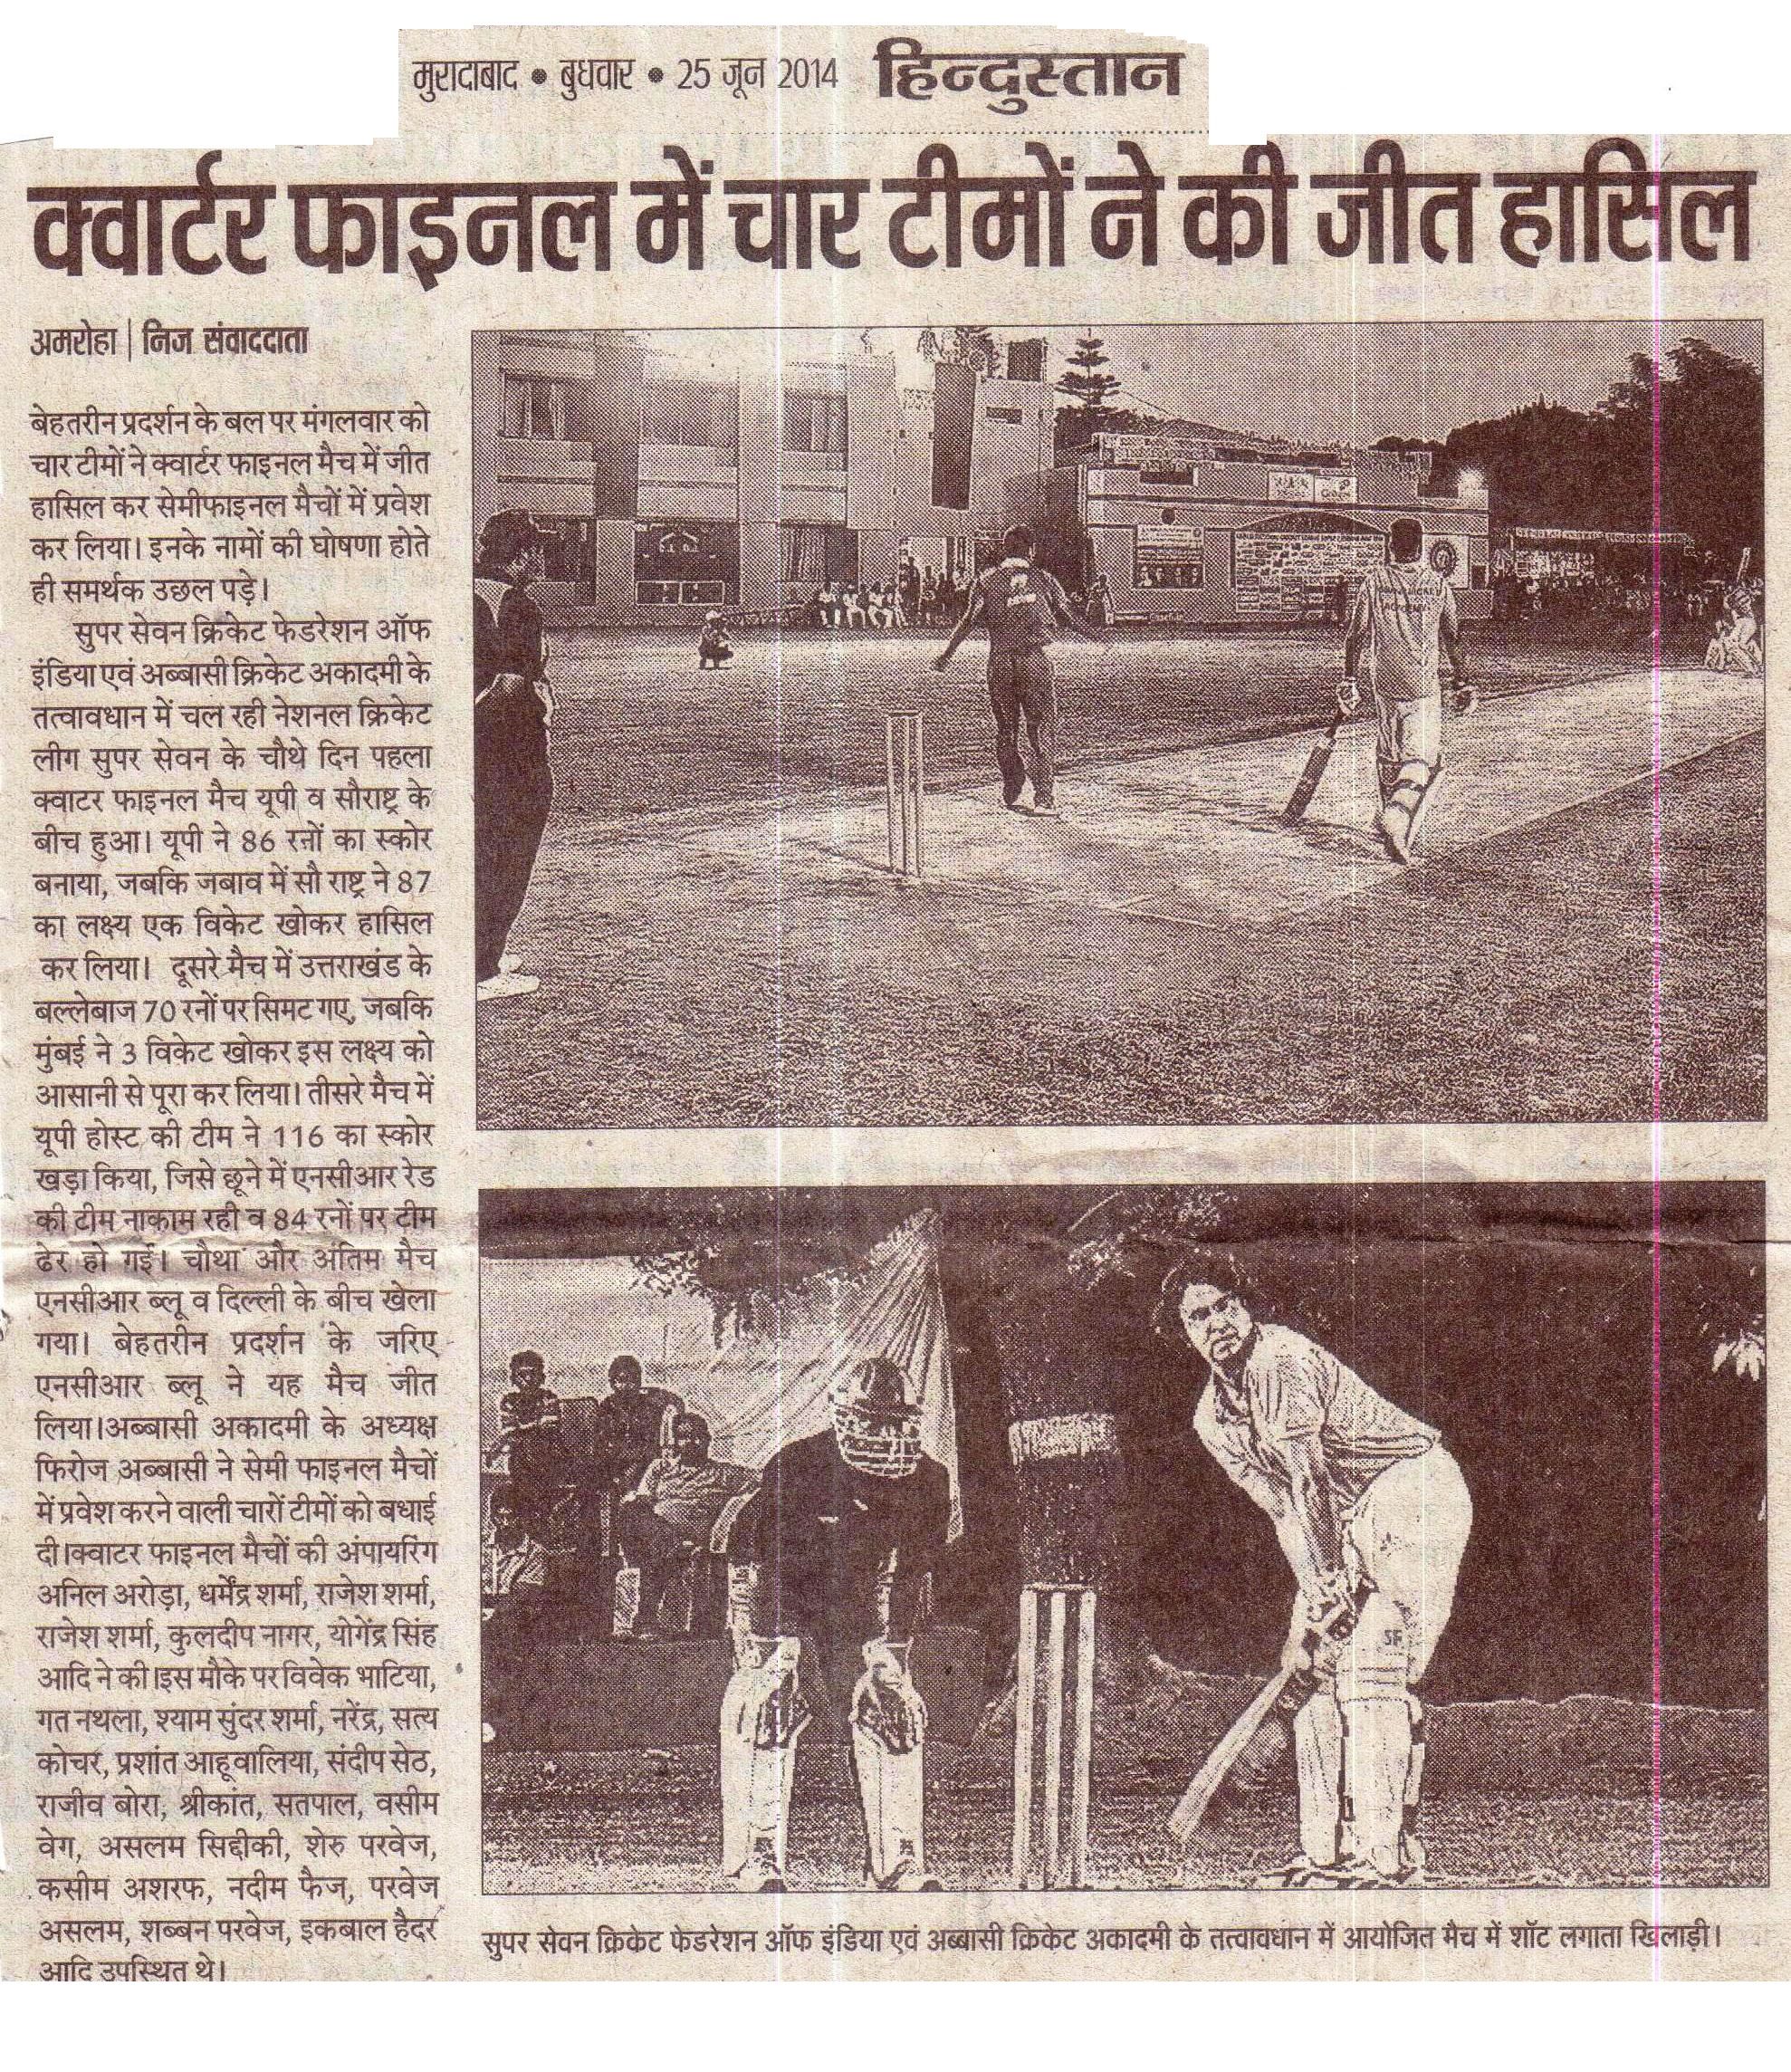 मुरादाबाद • बुधवार • 25 जून 2014 हिन्दुस्तान
क्वार्टर फाइनल में चार टीमों ने की जीत हासिल
अमरोहा | निज संवाददाता
बेहतरीन प्रदर्शन के बल पर मंगलवार को
चार टीमों ने क्वार्टर फाइनल मैच में जीत
हासिल कर सेमीफाइनल मैचों में प्रवेश
कर लिया। इनके नामों की घोषणा होते
ही समर्थक उछल पड़े।
सुपर सेवन क्रिकेट फेडरेशन ऑफ
इंडिया एवं अब्बासी क्रिकेट अकादमी के
तत्वावधान में चल रही नेशनल क्रिकेट
लीग सुपर सेवन के चौथे दिन पहला
क्वाटर फाइनल मैच यूपी व सौराष्ट्र के
बीच हुआ। यूपी ने 86 रनों का स्कोर
बनाया, जबकि जबाव में सौ राष्ट्र ने 87
का लक्ष्य एक विकेट खोकर हासिल
कर लिया। दूसरे मैच में उत्तराखंड के
बल्लेबाज 70 रनों पर सिमट गए, जबकि
मुंबई ने 3 विकेट खोकर इस लक्ष्य को
आसानी से पूरा कर लिया। तीसरे मैच में
यूपी होस्ट की टीम ने 116 का स्कोर
खड़ा किया, जिसे छूने में एनसीआर रेड
की टीम नाकाम रही व 84 रनों पर टीम
ढेर हो गई। चौथा और अंतिम मैच
एनसीआर ब्लू व दिल्ली के बीच खेला
गया। बेहतरीन प्रदर्शन के जरिए
एनसीआर ब्लू ने यह मैच जीत
लिया।अब्बासी अकादमी के अध्यक्ष
फिरोज अब्बासी ने सेमी फाइनल मैचों
में प्रवेश करने वाली चारों टीमों को बधाई
दी।क्वाटर फाइनल मैचों की अंपायरिंग
अनिल अरोड़ा, धर्मेंद्र शर्मा, राजेश शर्मा,
राजेश शर्मा, कुलदीप नागर, योगेंद्र सिंह
आदि ने की।इस मौके पर विवेक भाटिया,
गत नथला, श्याम सुंदर शर्मा, नरेंद्र, सत्य
कोचर, प्रशांत आहूवालिया, संदीप सेठ,
राजीव बोरा, श्रीकांत, सतपाल, वसीम
वेग, असलम सिद्दीकी, शेरु परवेज,
कसीम अशरफ, नदीम फैज, परवेज
असलम, शब्बन परवेज, इकबाल हैदर
आदि उपस्थित थे।
SF
सुपर सेवन क्रिकेट फेडरेशन ऑफ इंडिया एवं अब्बासी क्रिकेट अकादमी के तत्वावधान में आयोजित मैच में शॉट लगाता खिलाड़ी।